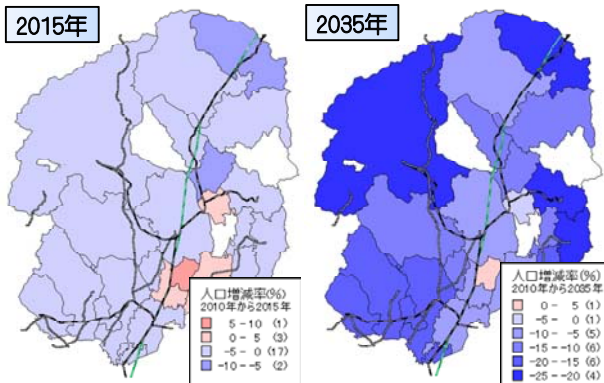 2015年
2035年
人口増減率(%)
2010年から2015年
5 - 10 (1)
0 - 5 (3)
-5 - 0 (17)
-10 - -5 (2)
人口増減率(%)
2010年から2035年
0 - 5 (1)
-5 - 0 (1)
-10 - -5 (5)
-15 - -10 (6)
-20 - -15 (6)
-25 - -20 (4)